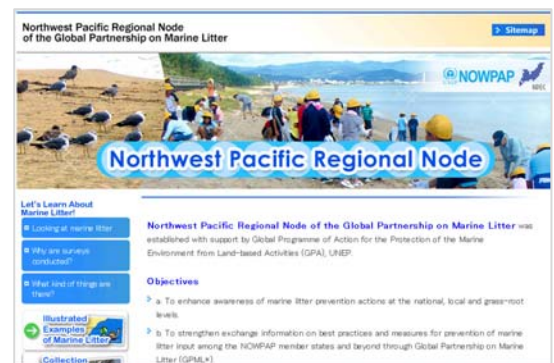 Northwest Pacific Regional Node
of the Global Partnership on Marine Litter
Sitemap
NOWPAP
NPEC
Northwest Pacific Regional Node
Let's Learn About
Marine Litter!
Looking at marine litter
Why are surveys
conducted?
What kind of things are
there?
Illustrated
Examples
of Marine Litter
Collection
Northwest Pacific Regional Node of the Global Partnership on Marine Litter was
established with support by Global Programme of Action for the Protection of the Marine
Environment from Land-based Activities (GPA), UNEP.
Objectives
a. To enhance awareness of marine litter prevention actions at the national, local and grass-root
levels.
b. To strengthen exchange information on best practices and measures for prevention of marine
litter input among the NOWPAP member states and beyond through Global Partnership on Marine
Litter (GPML*).